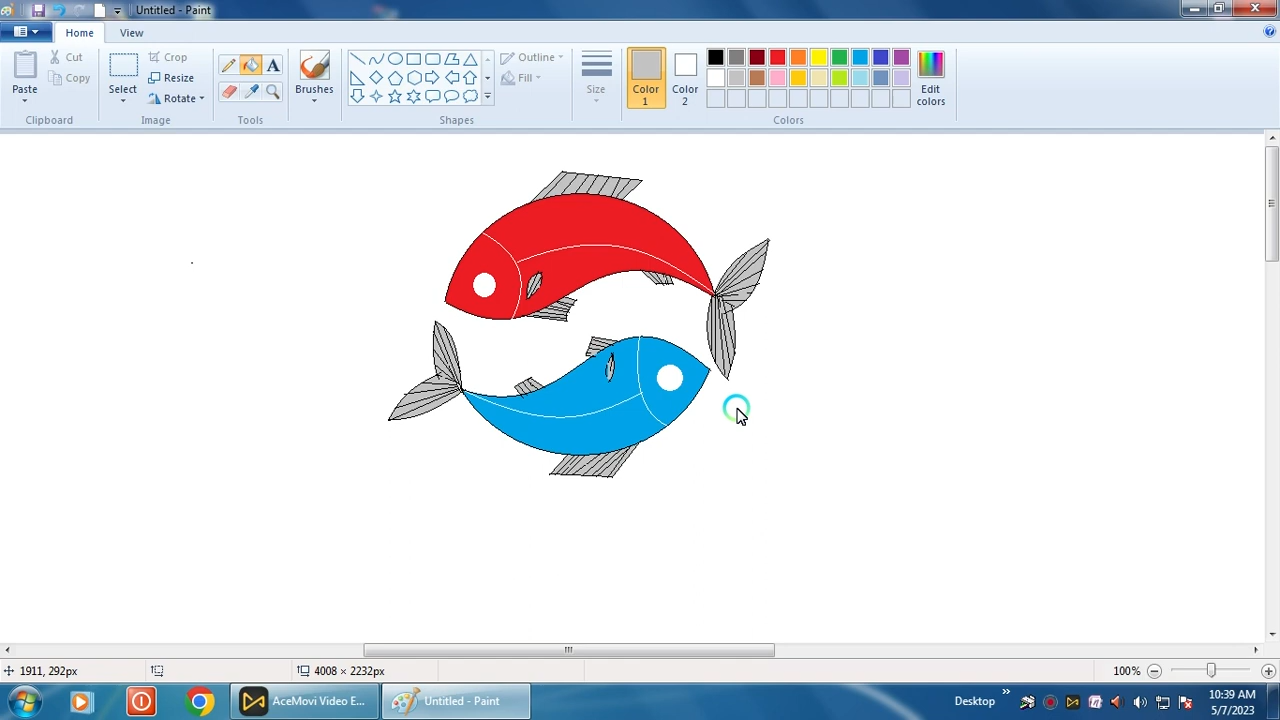 Untitled - Paint
Home View
Paste
Cut
Copy
Clipboard
Select
Crop
Resize
Rotate
Image
A
Tools
Brushes
Outline
Fill
Shapes
Size
Color 1
Color 2
Edit colors
Colors
1911, 292px
4008 × 2232px
100%
AceMovi Video E...
Untitled - Paint
Desktop
»
10:39 AM
5/7/2023